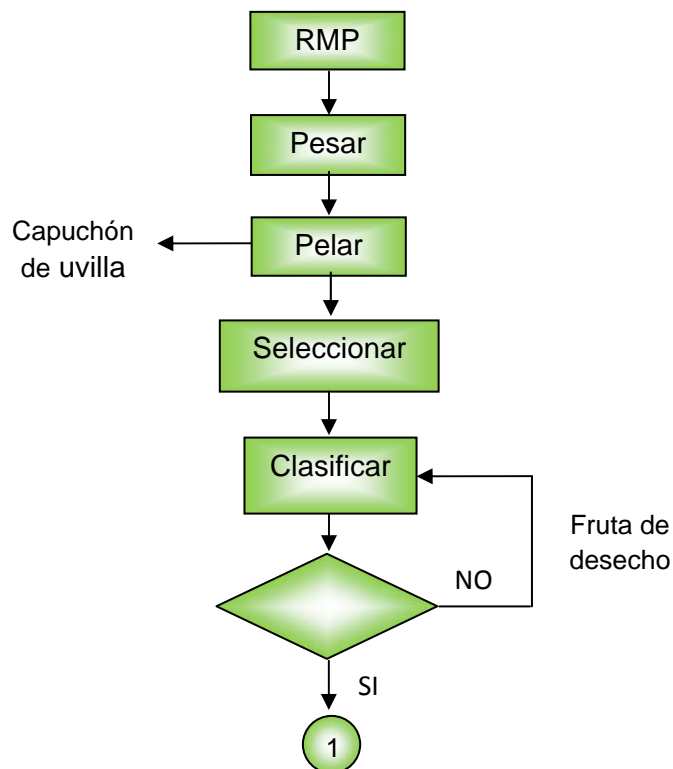 RMP
Pesar
Capuchón
de uvilla
Pelar
Seleccionar
Clasificar
Fruta de
desecho
NO
SI
1